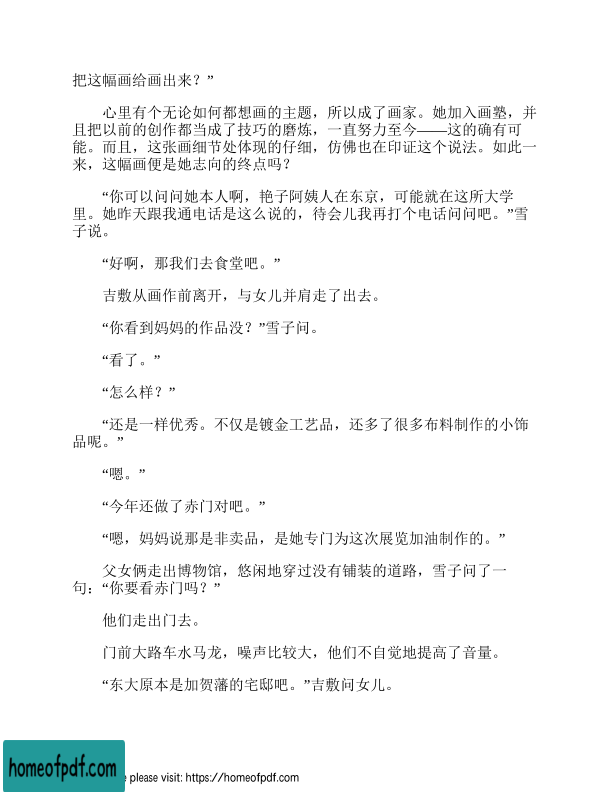 把这幅画给画出来？”
心里有个无论如何都想画的主题，所以成了画家。她加入画塾，并
且把以前的创作都当成了技巧的磨炼，一直努力至今——这的确有可
能。而且，这张画细节处体现的仔细，仿佛也在印证这个说法。如此一
来，这幅画便是她志向的终点吗？
“你可以问问她本人啊，艳子阿姨人在东京，可能就在这所大学
里。她昨天跟我通电话是这么说的，待会儿我再打个电话问问吧。”雪
子说。
“好啊，那我们去食堂吧。”
吉敷从画作前离开，与女儿并肩走了出去。
“你看到妈妈的作品没？”雪子问。
“看了。”
“怎么样？”
“还是一样优秀。不仅是镀金工艺品，还多了很多布料制作的小饰
品呢。”
“嗯。”
“今年还做了赤门对吧。”
“嗯，妈妈说那是非卖品，是她专门为这次展览加油制作的。”
父女俩走出博物馆，悠闲地穿过没有铺装的道路，雪子问了一
句：“你要看赤门吗？”
他们走出门去。
门前大路车水马龙，噪声比较大，他们不自觉地提高了音量。
“东大原本是加贺藩的宅邸吧。”吉敷问女儿。
homeofpdf.com
e please visit: https://homeofpdf.com